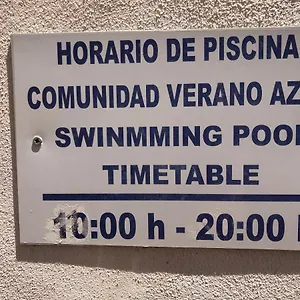 HORARIO DE PISCINA
COMUNIDAD VERANO AZ
SWINMMING POOL
TIMETABLE
10:00 h - 20:00 h